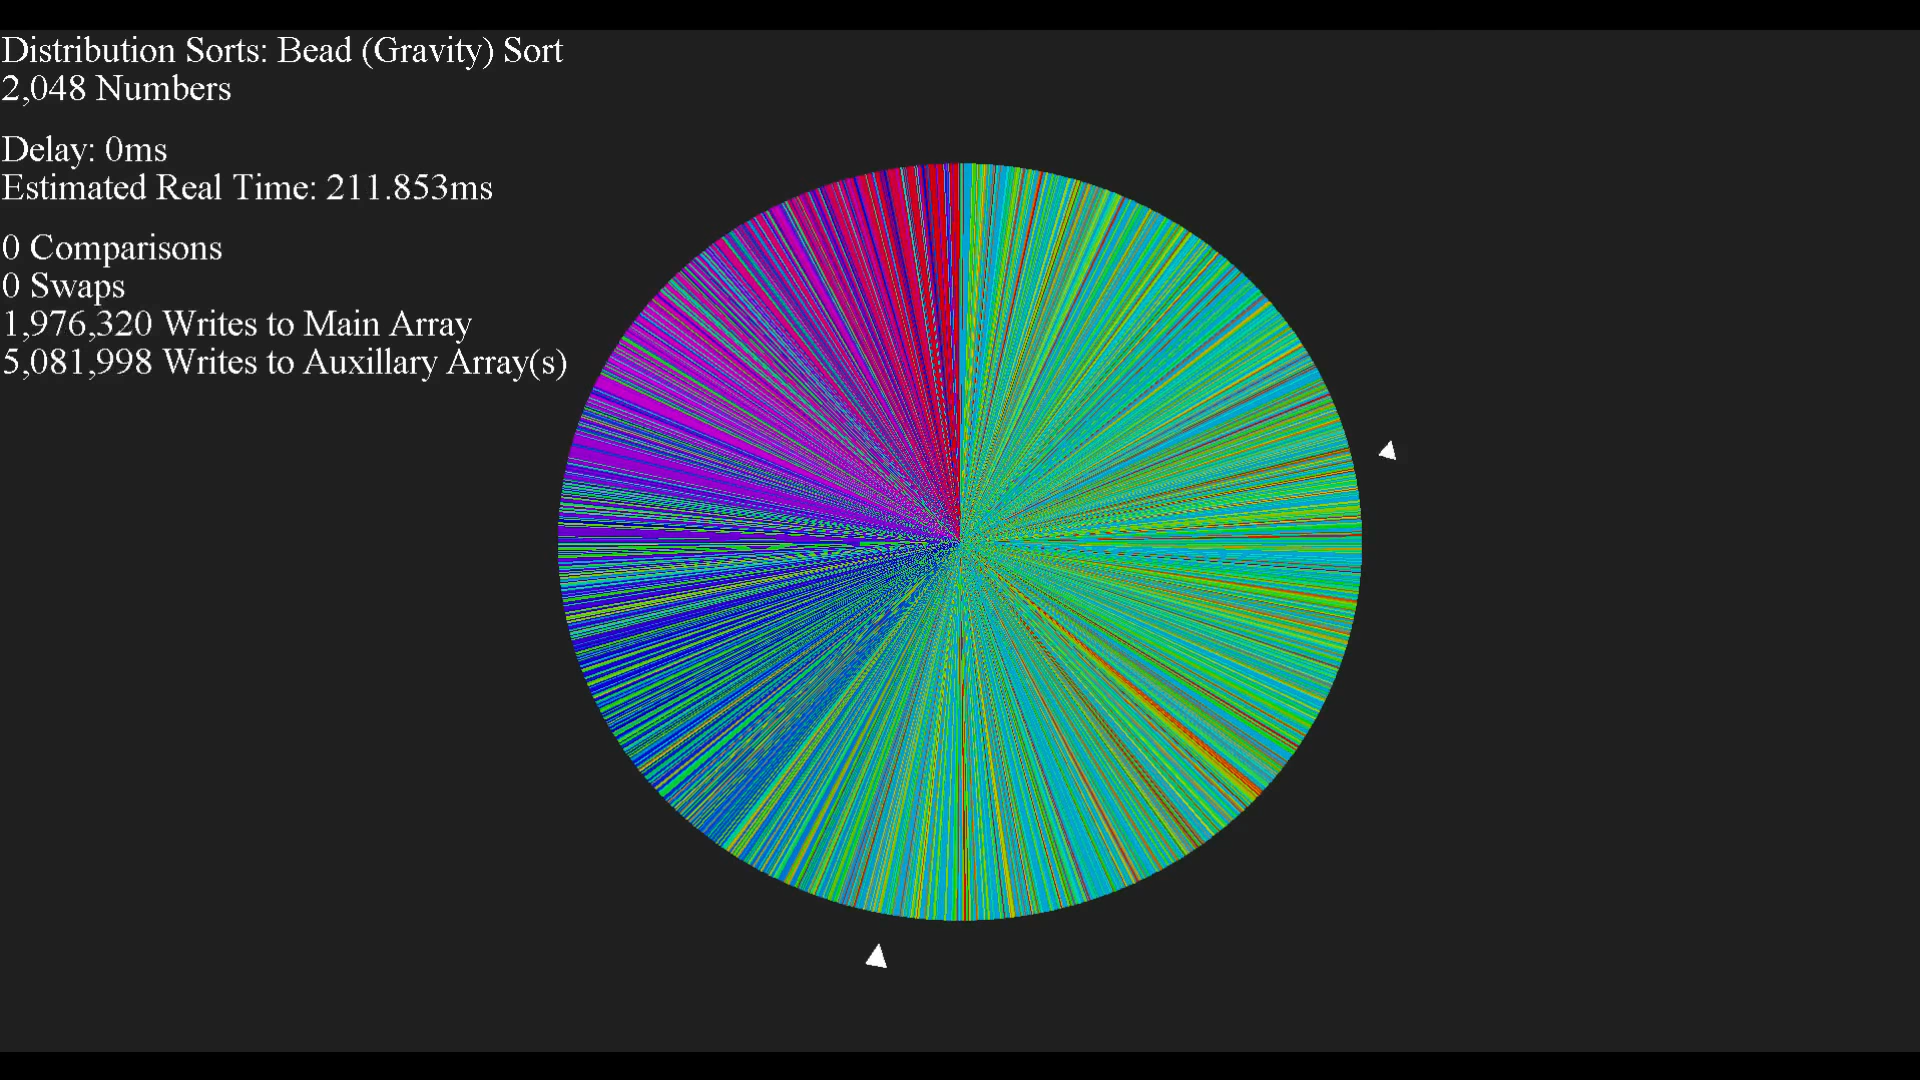 Distribution Sorts: Bead (Gravity) Sort
2,048 Numbers
Delay: 0ms
Estimated Real Time: 211.853ms
0 Comparisons
0 Swaps
1,976,320 Writes to Main Array
5,081,998 Writes to Auxillary Array(s)